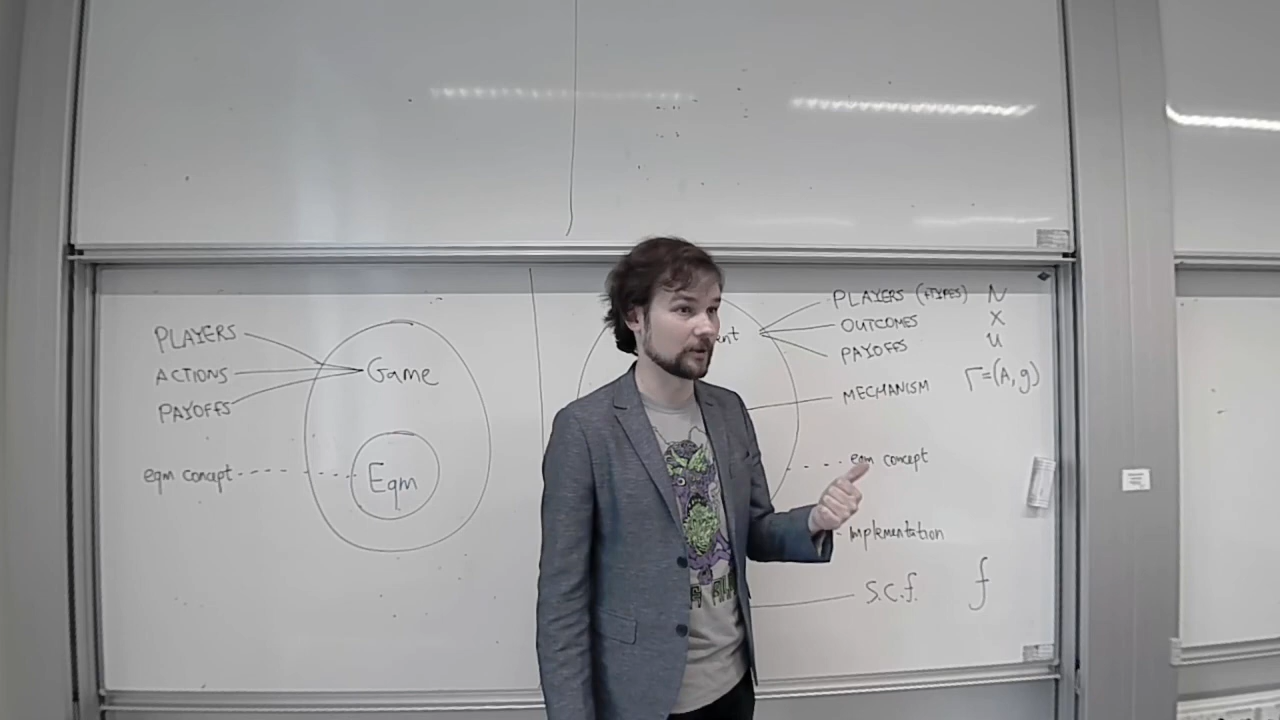 PLAYERS
ACTIONS
PAYOFFS
Game
eqm concept
Eqm
PLAYERS (+TYPES) N
OUTCOMES X
PAYOFFS u
MECHANISM Γ=(A,g)
eqm concept
Implementation
S.C.f. f